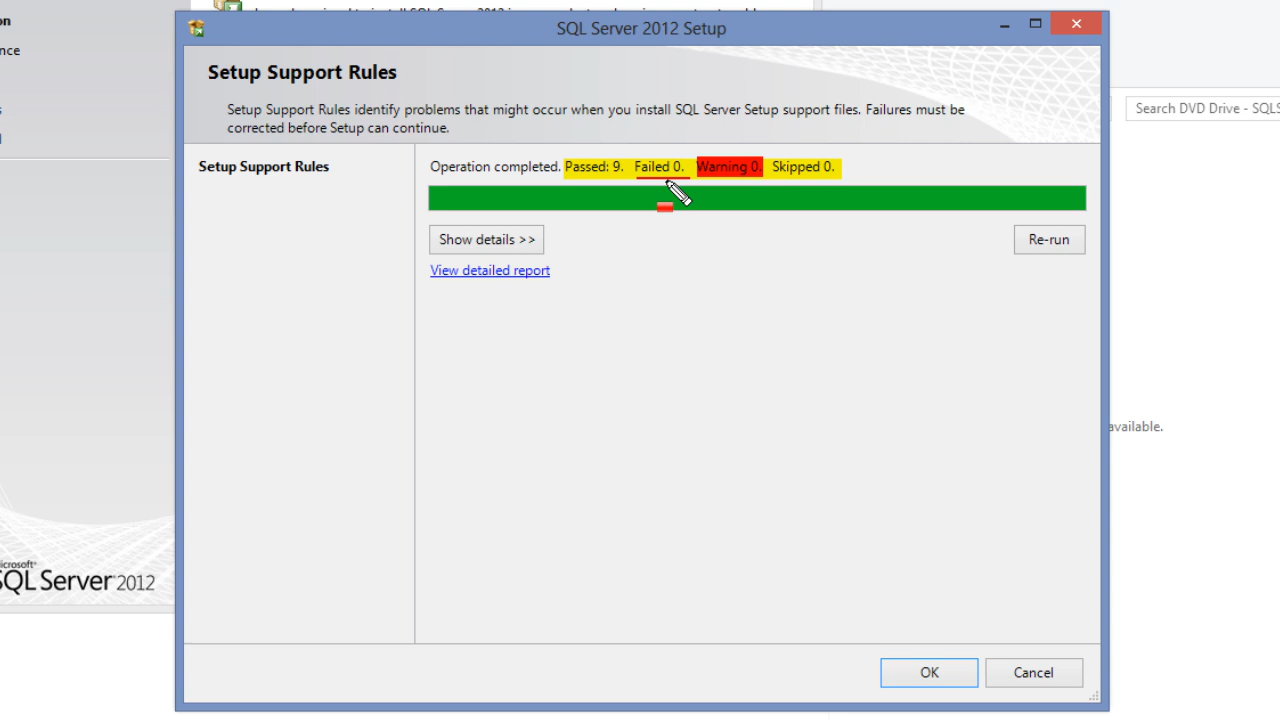 SQL Server 2012 Setup
Setup Support Rules
Setup Support Rules identify problems that might occur when you install SQL Server Setup support files. Failures must be
corrected before Setup can continue.
Search DVD Drive - SQLS
Setup Support Rules
Operation completed. Passed: 9. Failed 0. Warning 0. Skipped 0.
Show details >>
Re-run
View detailed report
available.
SQL Server 2012
OK
Cancel